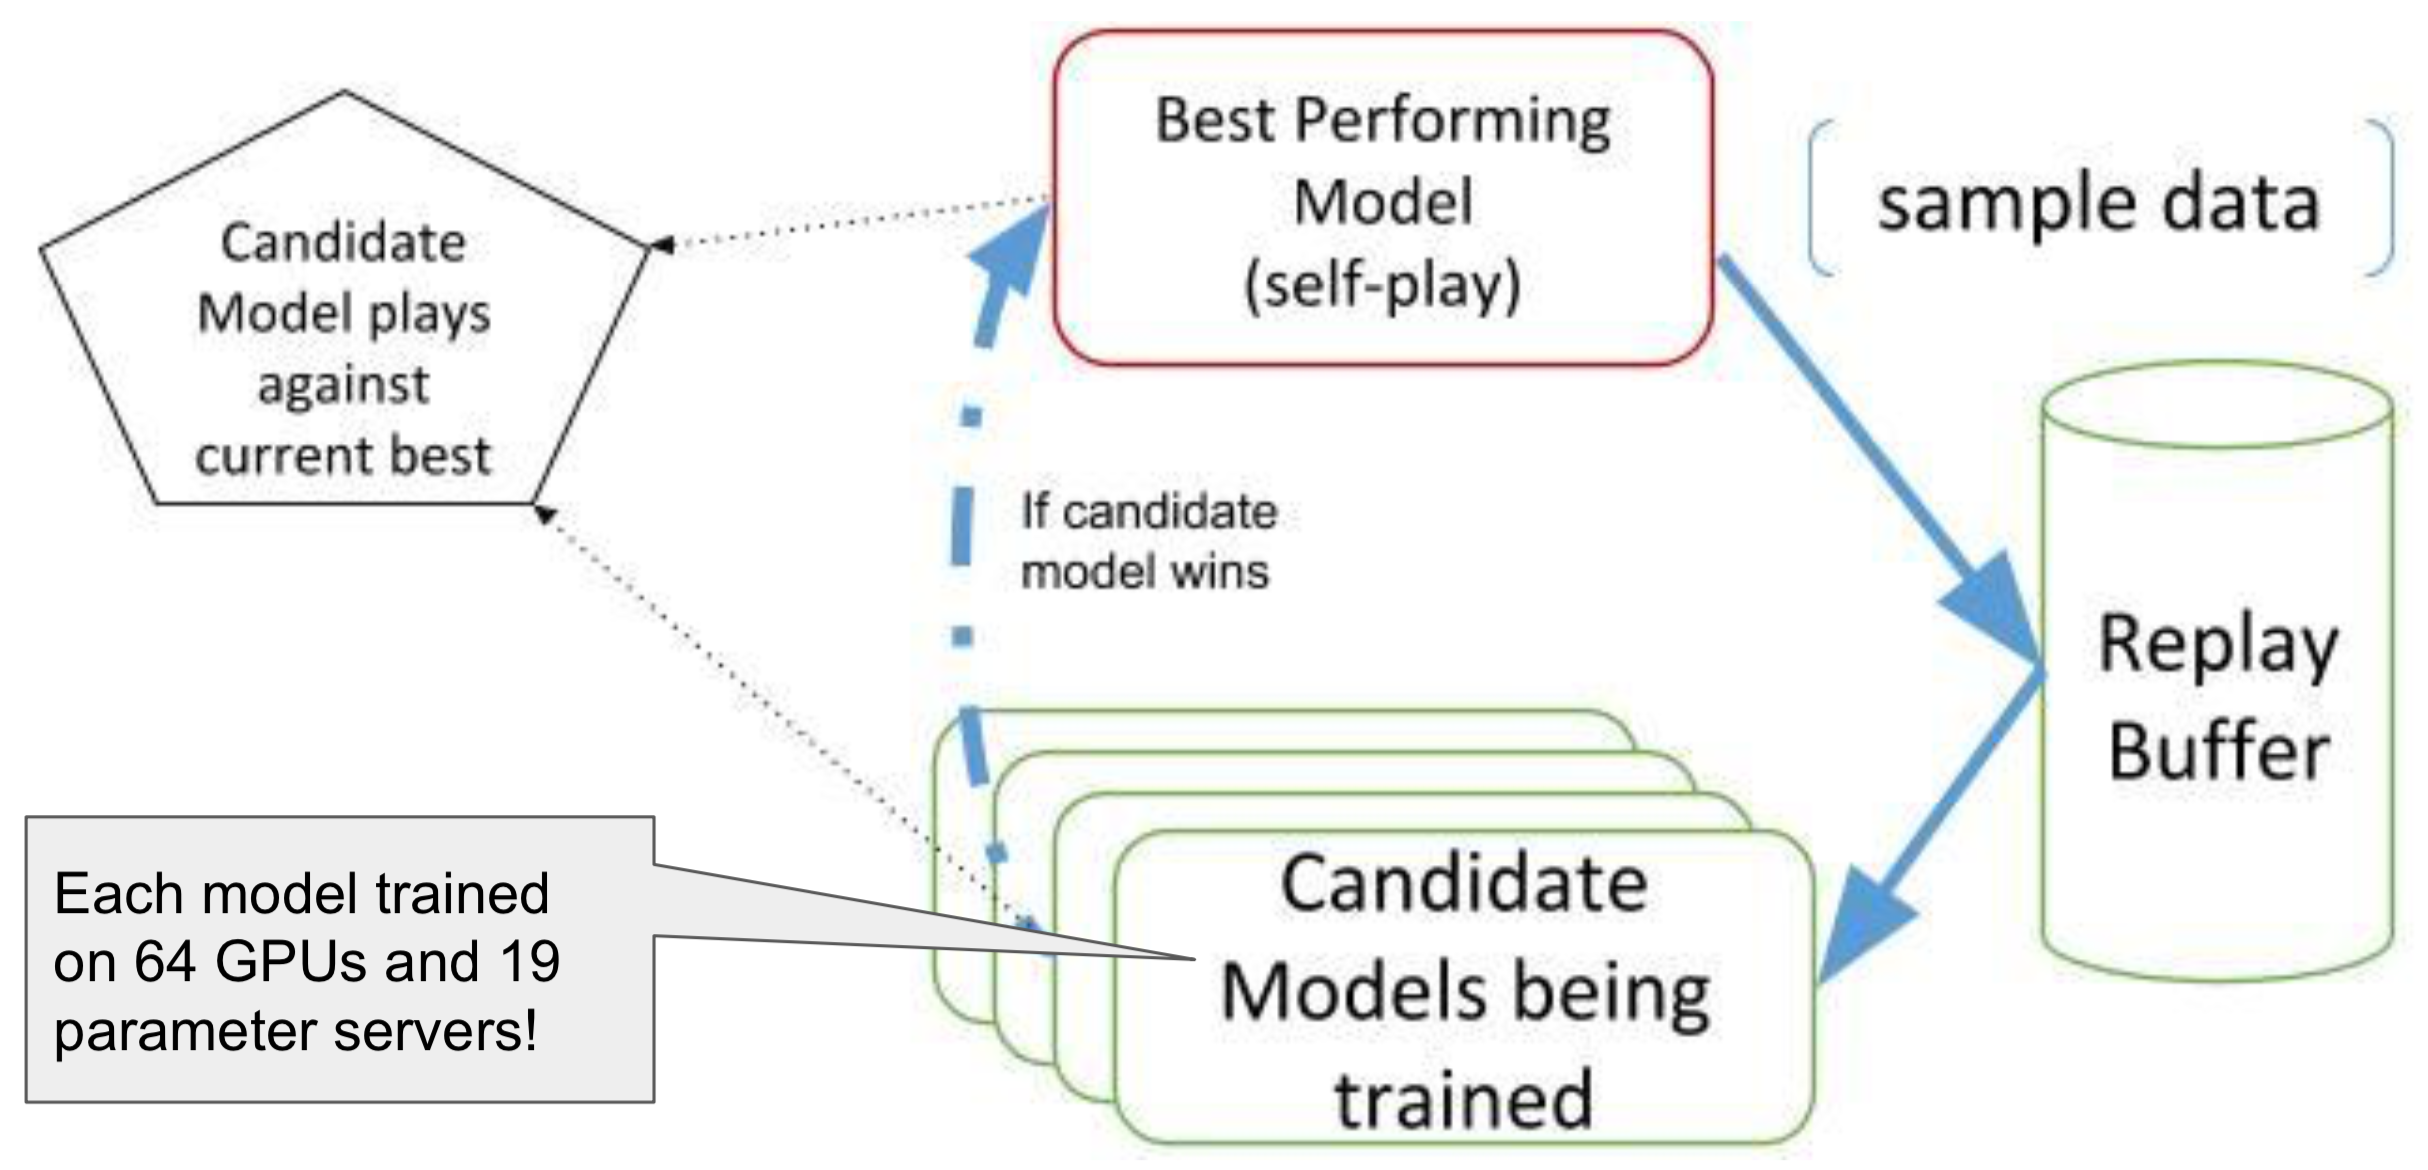 Candidate
Model plays
against
current best
Best Performing
Model
(self-play)
sample data
If candidate
model wins
Replay
Buffer
Each model trained
on 64 GPUs and 19
parameter servers!
Candidate
Models being
trained